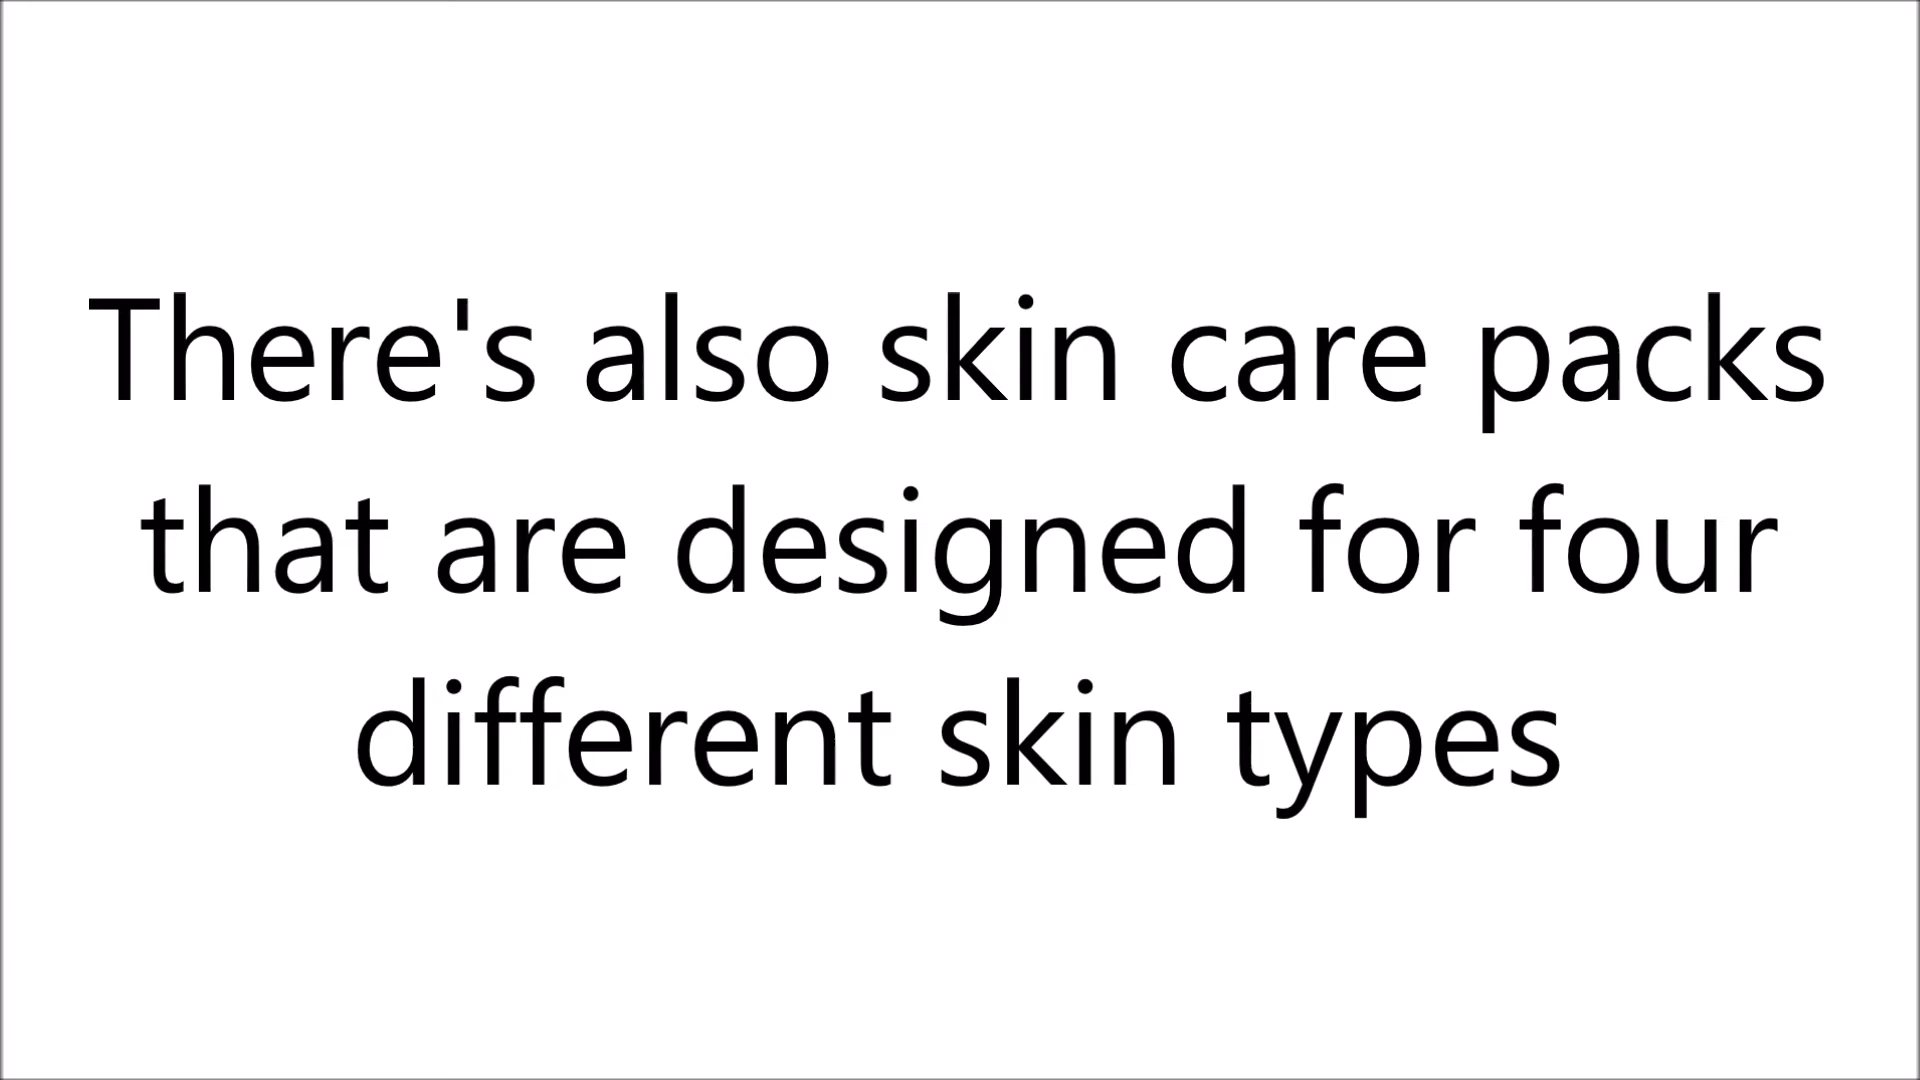 There's also skin care packs
that are designed for four
different skin types